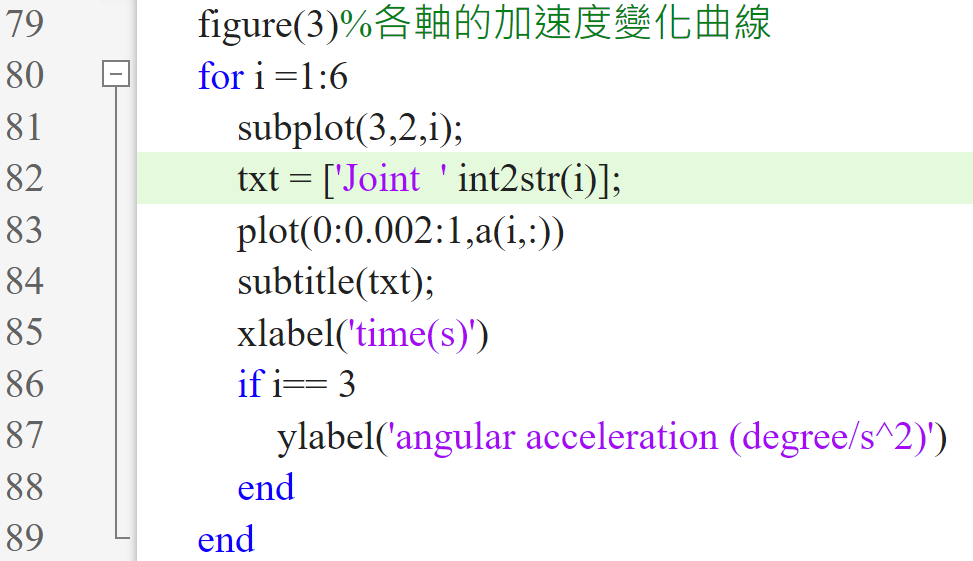 79 figure(3)%各軸的加速度變化曲線
80 for i =1:6
81 subplot(3,2,i);
82 txt = ['Joint  ' int2str(i)];
83 plot(0:0.002:1,a(i,:))
84 subtitle(txt);
85 xlabel('time(s)')
86 if i== 3
87 ylabel('angular acceleration (degree/s^2)')
88 end
89 end